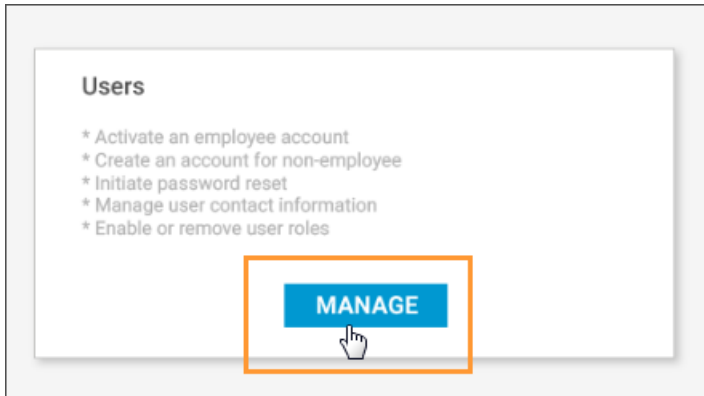 Users
* Activate an employee account
* Create an account for non-employee
* Initiate password reset
* Manage user contact information
* Enable or remove user roles
MANAGE